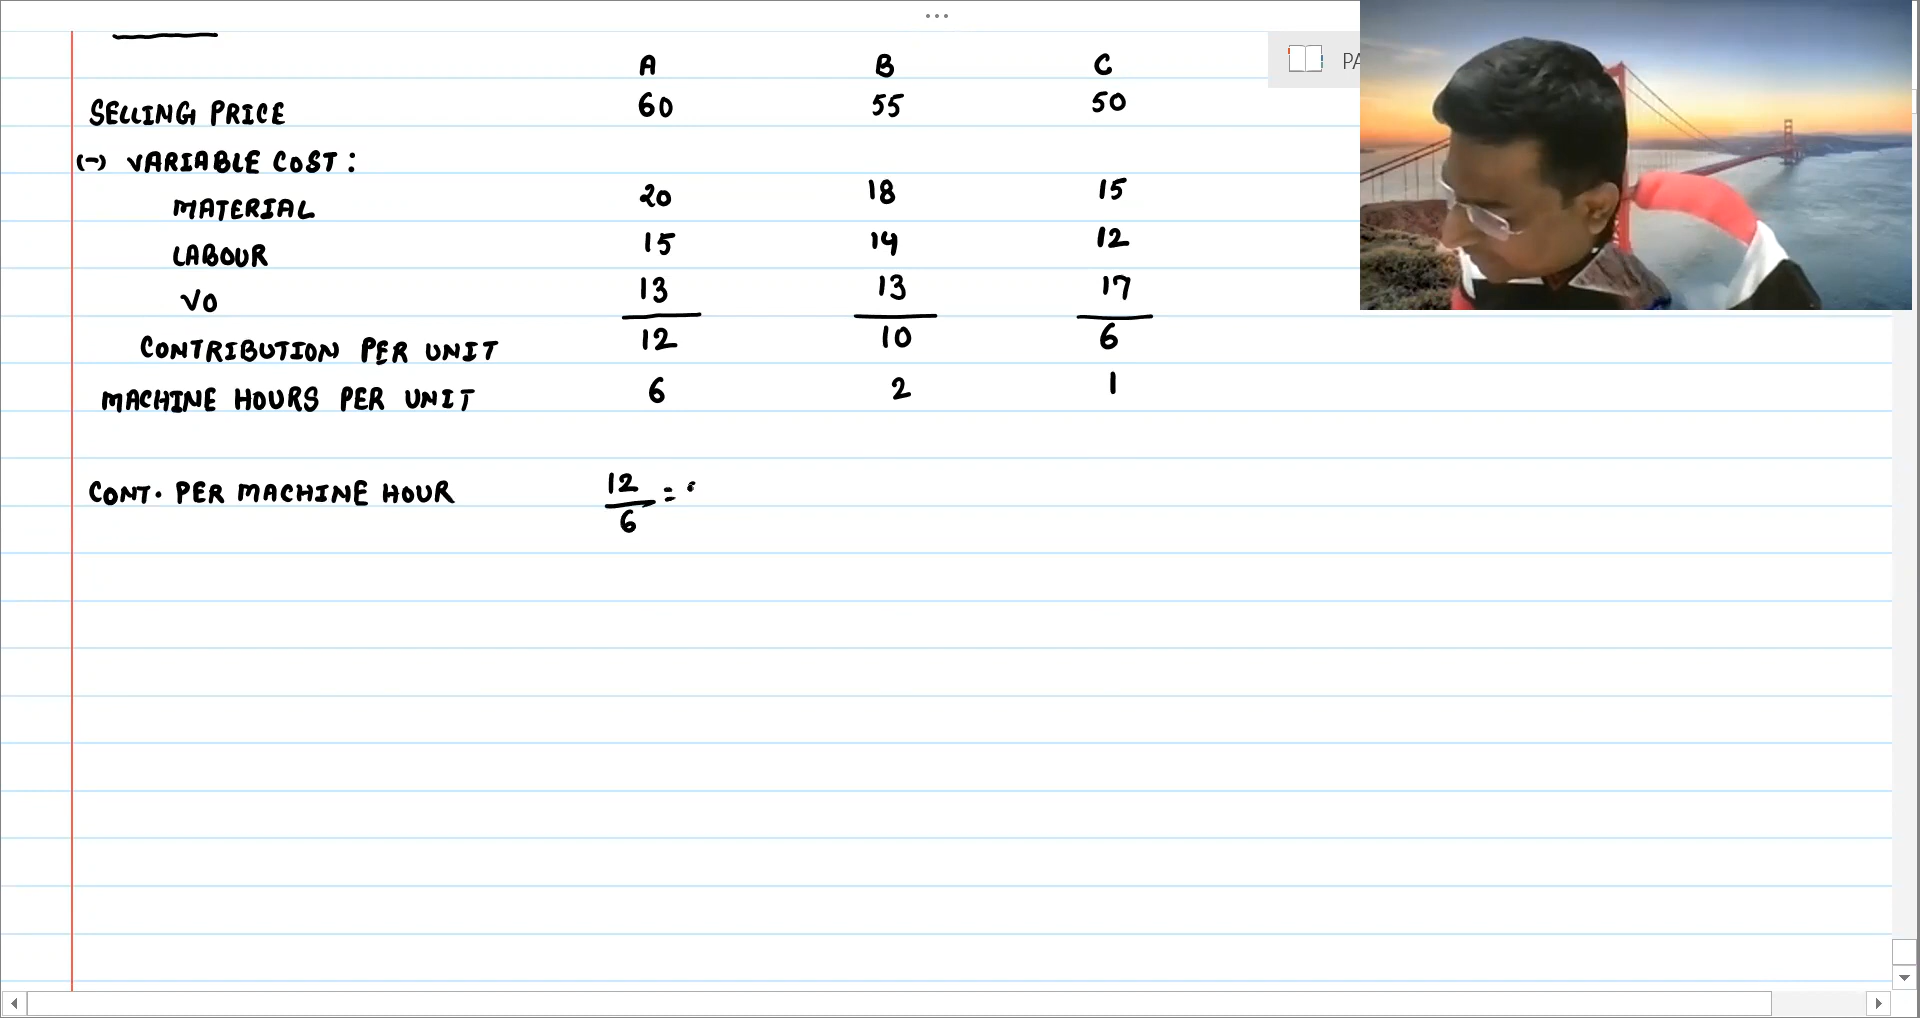 A B C
SELLING PRICE 60 55 50
(-) VARIABLE COST :
MATERIAL 20 18 15
LABOUR 15 14 12
VO 13 13 17
CONTRIBUTION PER UNIT 12 10 6
MACHINE HOURS PER UNIT 6 2 1
CONT. PER MACHINE HOUR 12/6 =